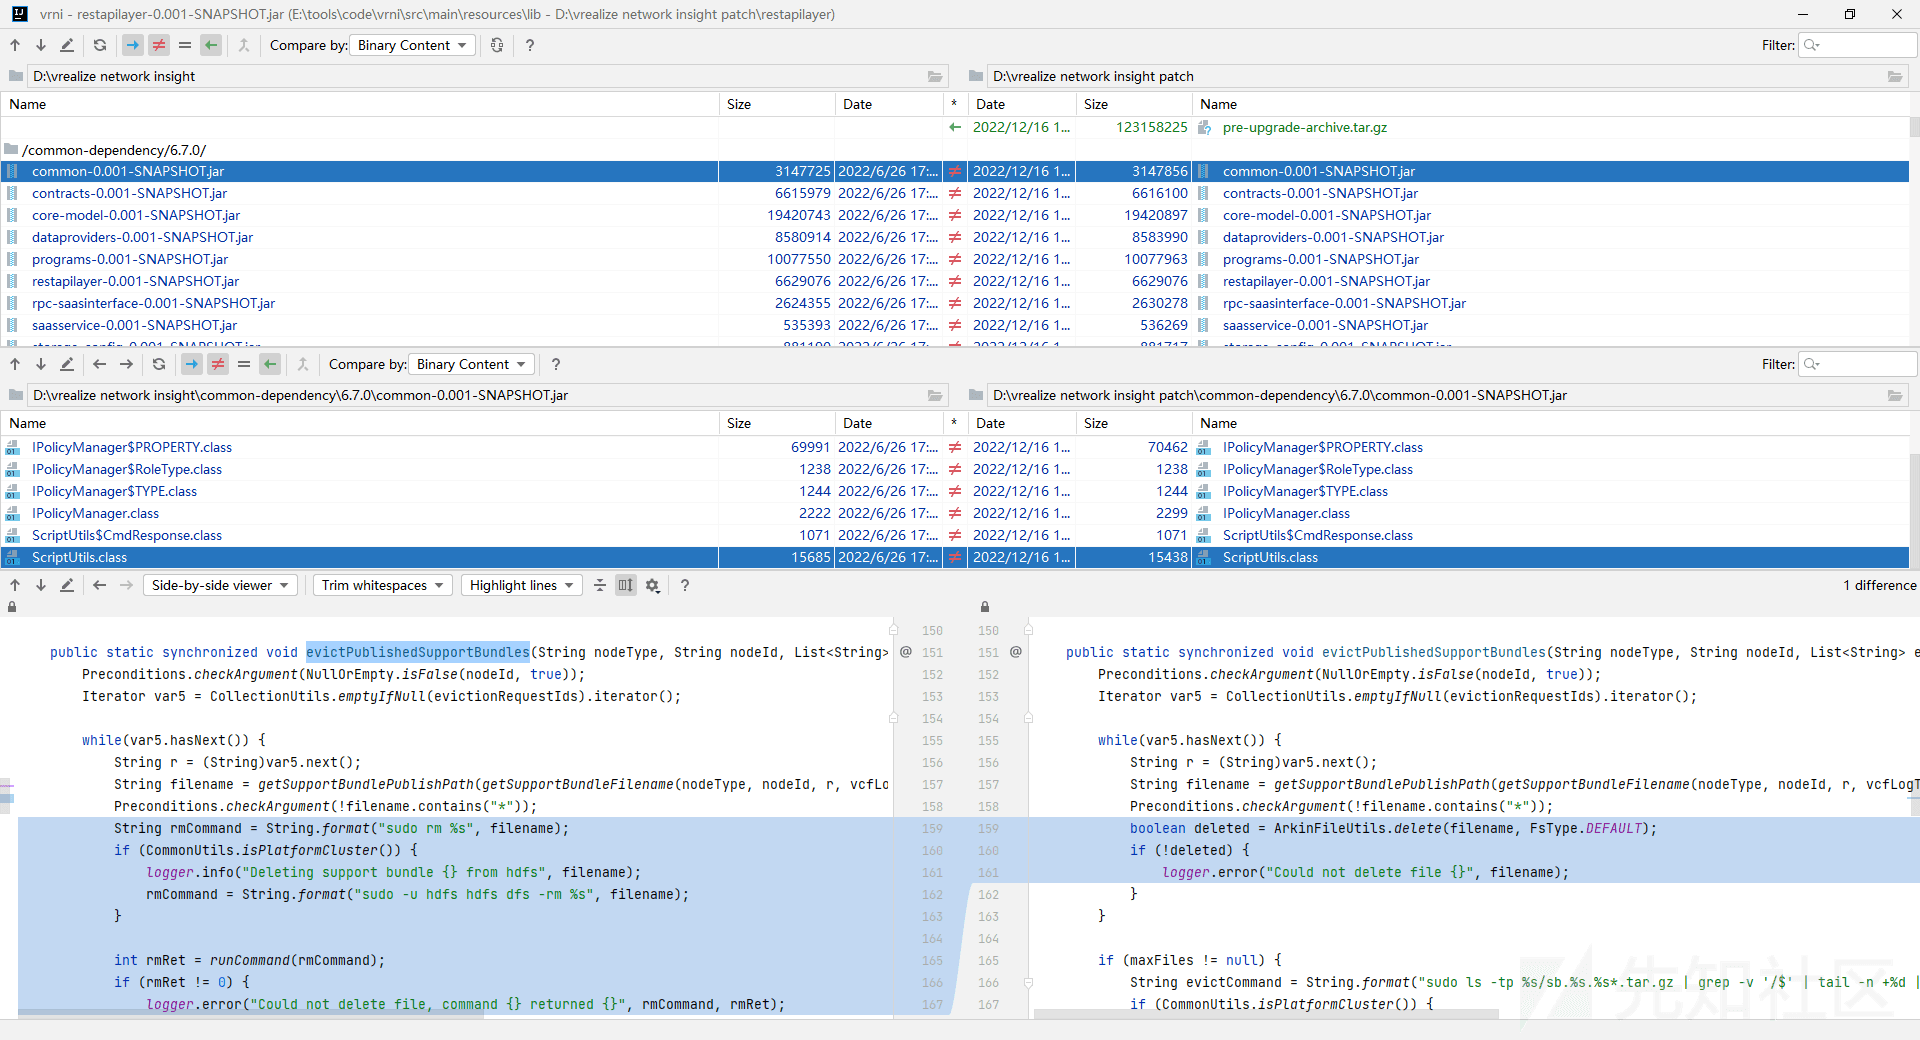 vrni - restapilayer-0.001-SNAPSHOT.jar (E:\tools\code\vrni\src\main\resources\lib - D:\vrealize network insight patch\restapilayer)
Compare by: Binary Content ? Filter:
D:\vrealize network insight D:\vrealize network insight patch
Name Size Date * Date Size Name
2022/12/16 1... 123158225 pre-upgrade-archive.tar.gz
/common-dependency/6.7.0/
common-0.001-SNAPSHOT.jar 3147725 2022/6/26 17:... ≠ 2022/12/16 1... 3147856 common-0.001-SNAPSHOT.jar
contracts-0.001-SNAPSHOT.jar 6615979 2022/6/26 17:... ≠ 2022/12/16 1... 6616100 contracts-0.001-SNAPSHOT.jar
core-model-0.001-SNAPSHOT.jar 19420743 2022/6/26 17:... ≠ 2022/12/16 1... 19420897 core-model-0.001-SNAPSHOT.jar
dataproviders-0.001-SNAPSHOT.jar 8580914 2022/6/26 17:... ≠ 2022/12/16 1... 8583990 dataproviders-0.001-SNAPSHOT.jar
programs-0.001-SNAPSHOT.jar 10077550 2022/6/26 17:... ≠ 2022/12/16 1... 10077963 programs-0.001-SNAPSHOT.jar
restapilayer-0.001-SNAPSHOT.jar 6629076 2022/6/26 17:... ≠ 2022/12/16 1... 6629076 restapilayer-0.001-SNAPSHOT.jar
rpc-saasinterface-0.001-SNAPSHOT.jar 2624355 2022/6/26 17:... ≠ 2022/12/16 1... 2630278 rpc-saasinterface-0.001-SNAPSHOT.jar
saasservice-0.001-SNAPSHOT.jar 535393 2022/6/26 17:... ≠ 2022/12/16 1... 536269 saasservice-0.001-SNAPSHOT.jar
Compare by: Binary Content ? Filter:
D:\vrealize network insight\common-dependency\6.7.0\common-0.001-SNAPSHOT.jar D:\vrealize network insight patch\common-dependency\6.7.0\common-0.001-SNAPSHOT.jar
Name Size Date * Date Size Name
IPolicyManager$PROPERTY.class 69991 2022/6/26 17:... ≠ 2022/12/16 1... 70462 IPolicyManager$PROPERTY.class
IPolicyManager$RoleType.class 1238 2022/6/26 17:... ≠ 2022/12/16 1... 1238 IPolicyManager$RoleType.class
IPolicyManager$TYPE.class 1244 2022/6/26 17:... ≠ 2022/12/16 1... 1244 IPolicyManager$TYPE.class
IPolicyManager.class 2222 2022/6/26 17:... ≠ 2022/12/16 1... 2299 IPolicyManager.class
ScriptUtils$CmdResponse.class 1071 2022/6/26 17:... ≠ 2022/12/16 1... 1071 ScriptUtils$CmdResponse.class
ScriptUtils.class 15685 2022/6/26 17:... ≠ 2022/12/16 1... 15438 ScriptUtils.class
Side-by-side viewer Trim whitespaces Highlight lines ? 1 difference
150 150
public static synchronized void evictPublishedSupportBundles(String nodeType, String nodeId, List<String> @ 151 151 @ public static synchronized void evictPublishedSupportBundles(String nodeType, String nodeId, List<String> e
Preconditions.checkArgument(NullOrEmpty.isFalse(nodeId, true)); 152 152 Preconditions.checkArgument(NullOrEmpty.isFalse(nodeId, true));
Iterator var5 = CollectionUtils.emptyIfNull(evictionRequestIds).iterator(); 153 153 Iterator var5 = CollectionUtils.emptyIfNull(evictionRequestIds).iterator();
154 154
while(var5.hasNext()) { 155 155 while(var5.hasNext()) {
String r = (String)var5.next(); 156 156 String r = (String)var5.next();
String filename = getSupportBundlePublishPath(getSupportBundleFilename(nodeType, nodeId, r, vcfLo 157 157 String filename = getSupportBundlePublishPath(getSupportBundleFilename(nodeType, nodeId, r, vcfLogT
Preconditions.checkArgument(!filename.contains("*")); 158 158 Preconditions.checkArgument(!filename.contains("*"));
String rmCommand = String.format("sudo rm %s", filename); 159 159 boolean deleted = ArkinFileUtils.delete(filename, FsType.DEFAULT);
if (CommonUtils.isPlatformCluster()) { 160 160 if (!deleted) {
logger.info("Deleting support bundle {} from hdfs", filename); 161 161 logger.error("Could not delete file {}", filename);
rmCommand = String.format("sudo -u hdfs hdfs dfs -rm %s", filename); 162 162 }
} 163 163 }
164 164
int rmRet = runCommand(rmCommand); 165 165 if (maxFiles != null) {
if (rmRet != 0) { 166 166 String evictCommand = String.format("sudo ls -tp %s/sb.%s.%s*.tar.gz | grep -v '/$' | tail -n +%d |
logger.error("Could not delete file, command {} returned {}", rmCommand, rmRet); 167 167 if (CommonUtils.isPlatformCluster()) {
先知社区